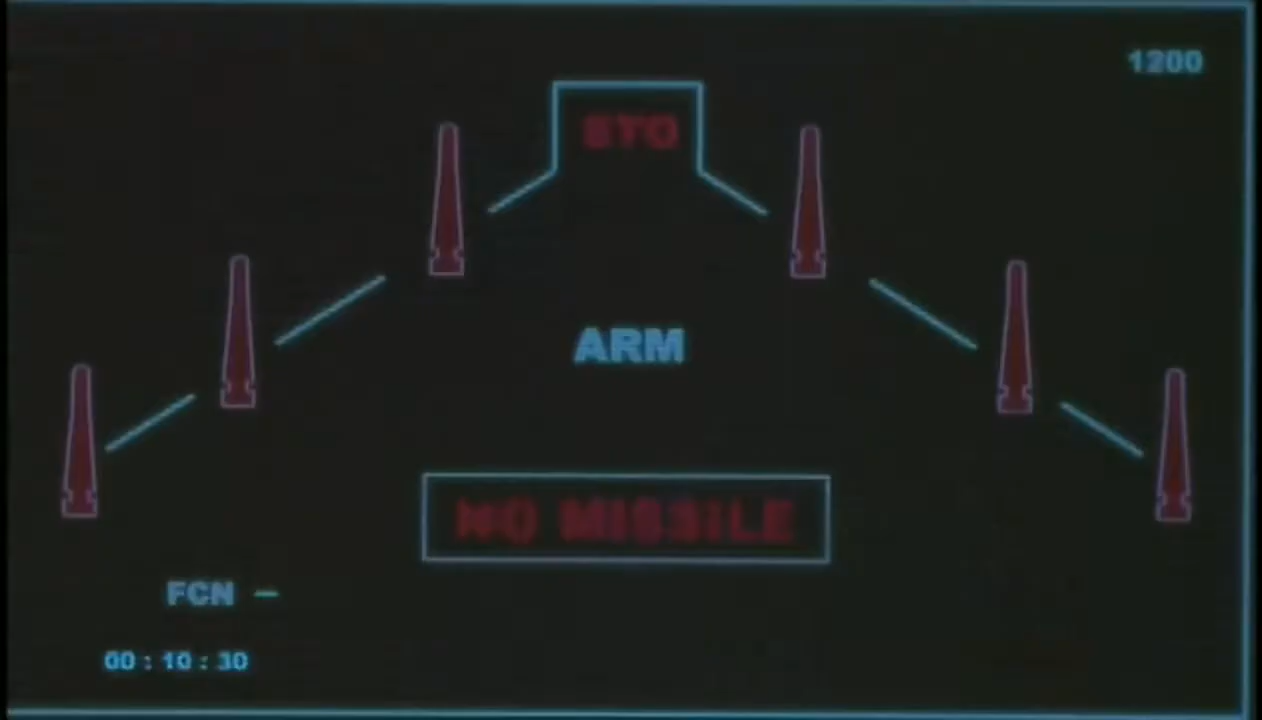 1200
STO
ARM
NO MISSILE
FCN –
00:10:30